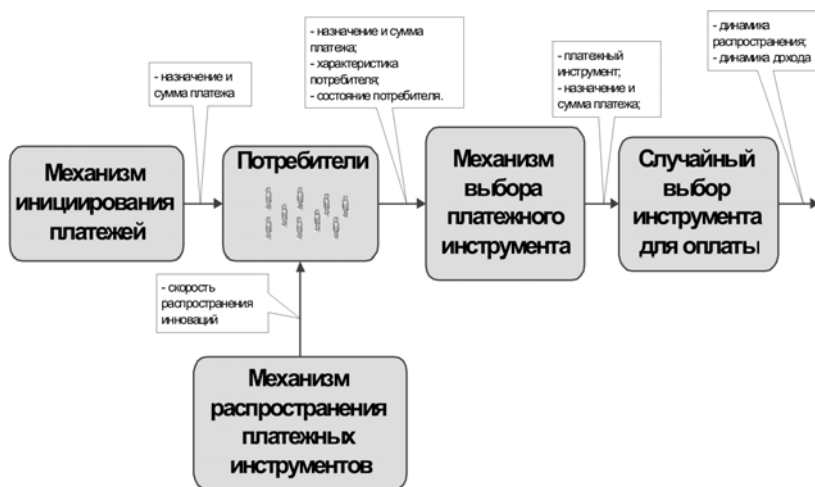 - назначение и
сумма платежа
- назначение и сумма
платежа;
- характеристика
потребителя;
- состояние потребителя.
- платежный
инструмент;
- назначение и
сумма платежа;
- динамика
распространения;
- динамика дохода
Механизм
инициирования
платежей
Потребители
Механизм
выбора
платежного
инструмента
Случайный
выбор
инструмента
для оплаты
- скорость
распространения
инноваций
Механизм
распространения
платежных
инструментов